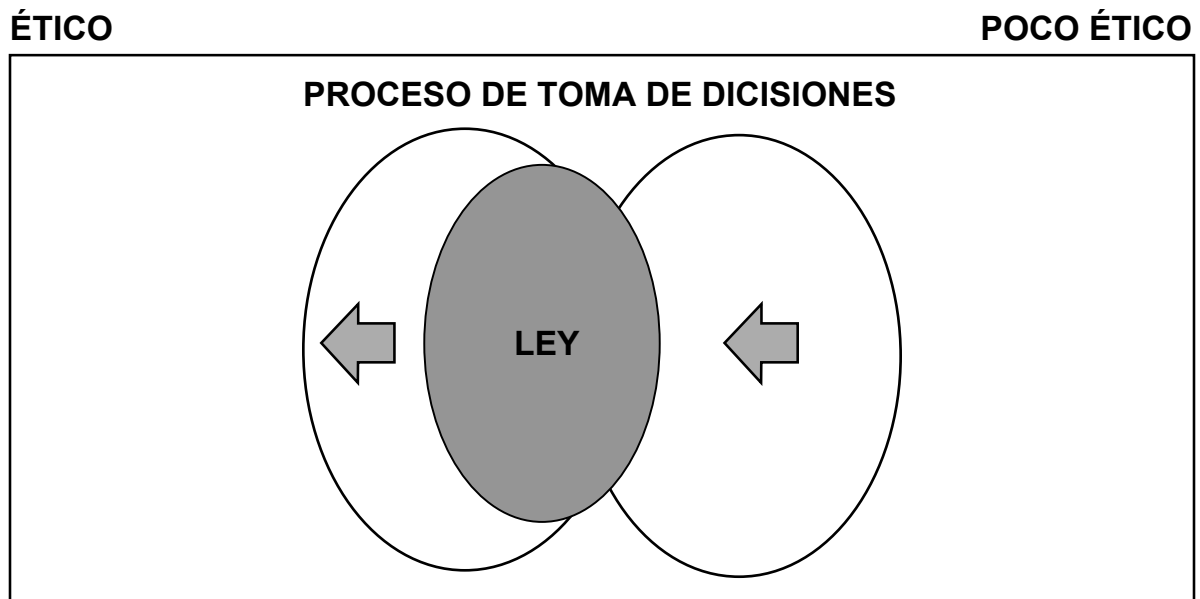 ÉTICO POCO ÉTICO
PROCESO DE TOMA DE DICISIONES
LEY